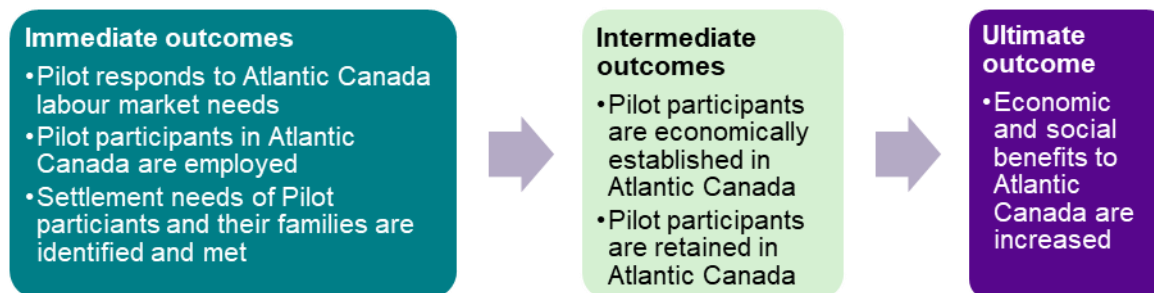 Immediate outcomes
•Pilot responds to Atlantic Canada
labour market needs
•Pilot participants in Atlantic
Canada are employed
•Settlement needs of Pilot
particiants and their families are
identified and met
Intermediate
outcomes
•Pilot participants
are economically
established in
Atlantic Canada
•Pilot participants
are retained in
Atlantic Canada
Ultimate
outcome
•Economic
and social
benefits to
Atlantic
Canada are
increased